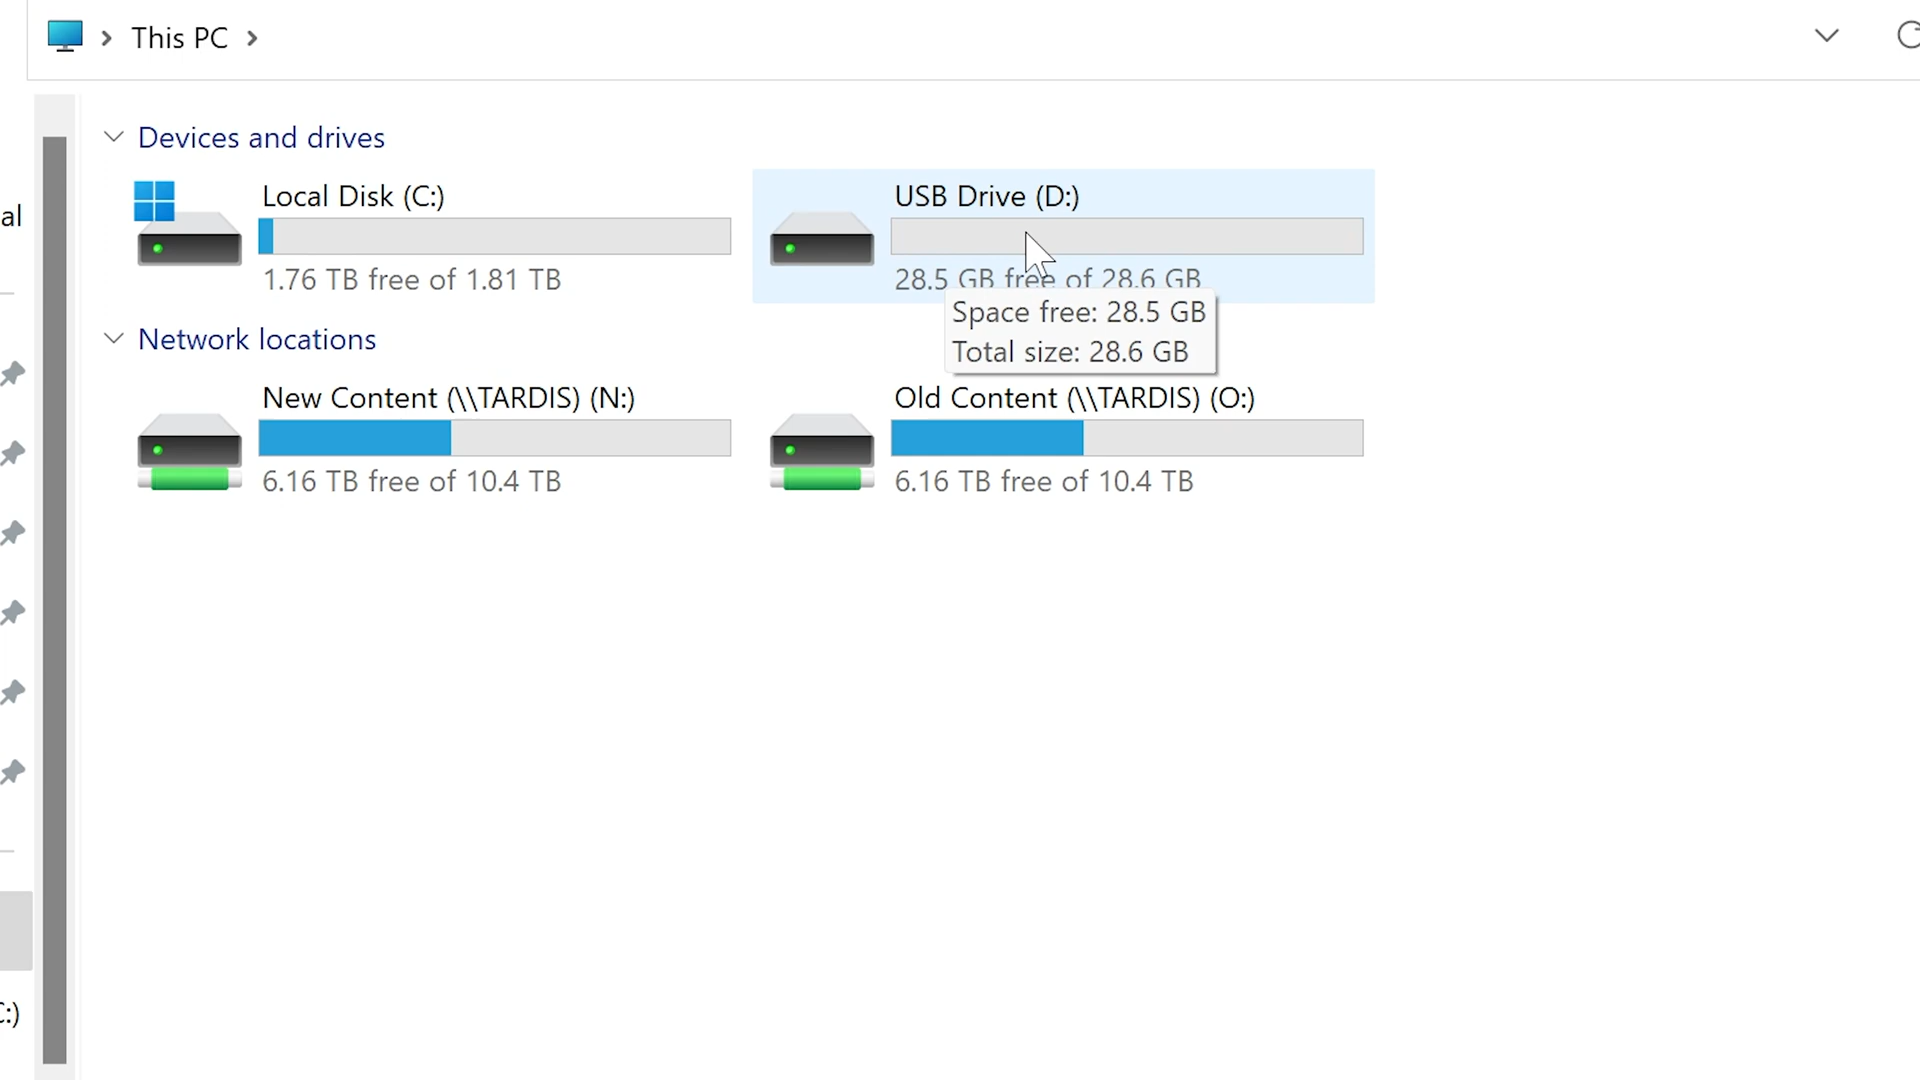 This PC
Devices and drives
al
Local Disk (C:)
1.76 TB free of 1.81 TB
USB Drive (D:)
28.5 GB free of 28.6 GB
Space free: 28.5 GB
Total size: 28.6 GB
Network locations
New Content (\\TARDIS) (N:)
6.16 TB free of 10.4 TB
Old Content (\\TARDIS) (O:)
6.16 TB free of 10.4 TB
C:)